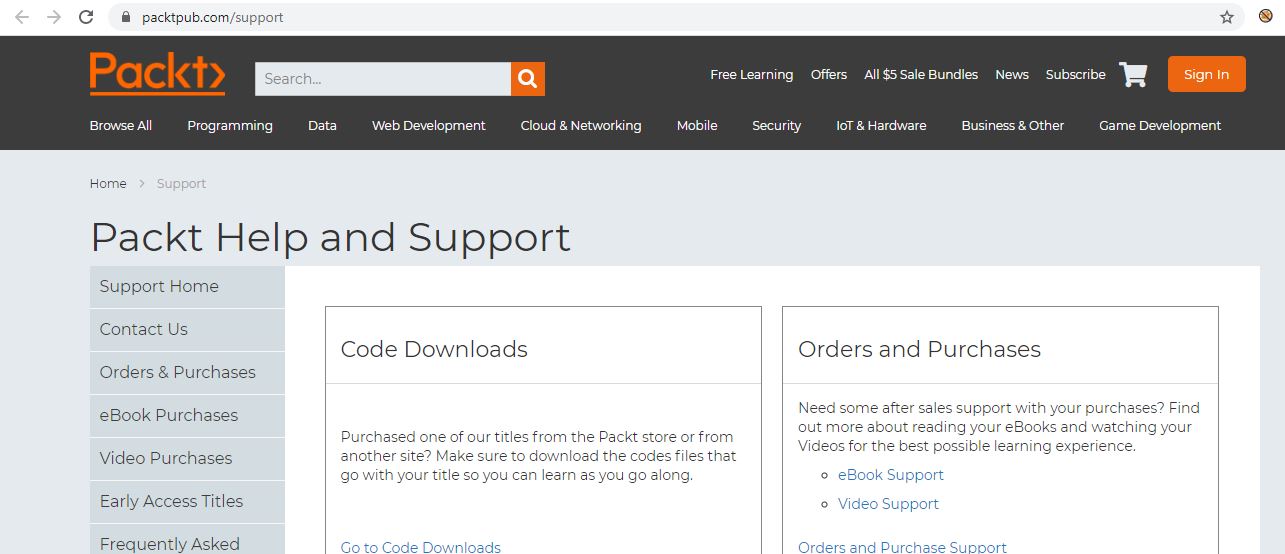 packtpub.com/support
Packt
Search...
Free Learning Offers All $5 Sale Bundles News Subscribe Sign In
Browse All Programming Data Web Development Cloud & Networking Mobile Security IoT & Hardware Business & Other Game Development
Home Support
Packt Help and Support
Support Home
Contact Us
Orders & Purchases
eBook Purchases
Video Purchases
Early Access Titles
Frequently Asked
Code Downloads
Purchased one of our titles from the Packt store or from
another site? Make sure to download the codes files that
go with your title so you can learn as you go along.
Go to Code Downloads
Orders and Purchases
Need some after sales support with your purchases? Find
out more about reading your eBooks and watching your
Videos for the best possible learning experience.
eBook Support
Video Support
Orders and Purchase Support